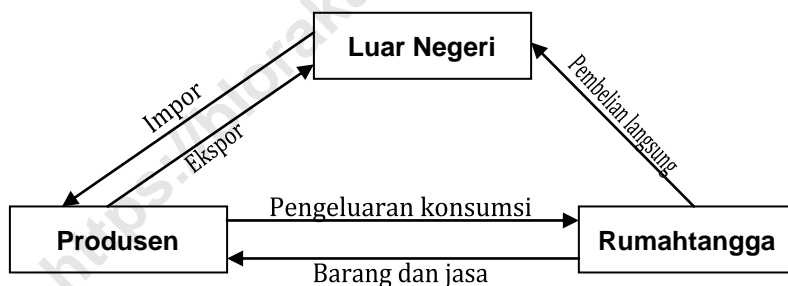 Luar Negeri
Impor
Ekspor
Pembelian langsung
Pengeluaran konsumsi
Produsen
Rumahtangga
Barang dan jasa